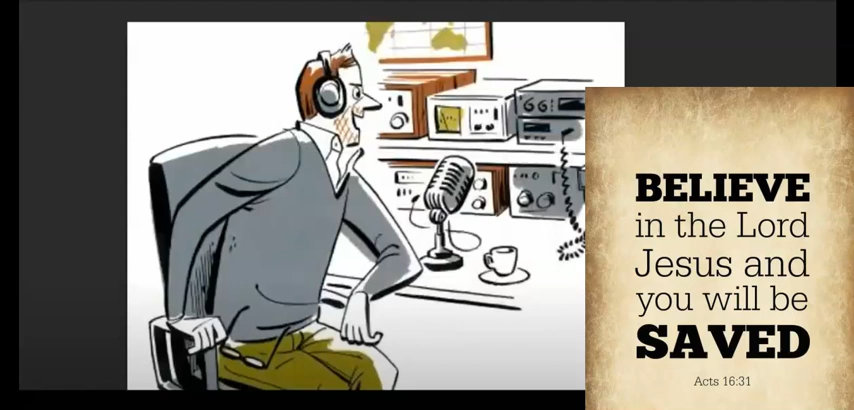 BELIEVE
in the Lord
Jesus and
you will be
SAVED
Acts 16:31